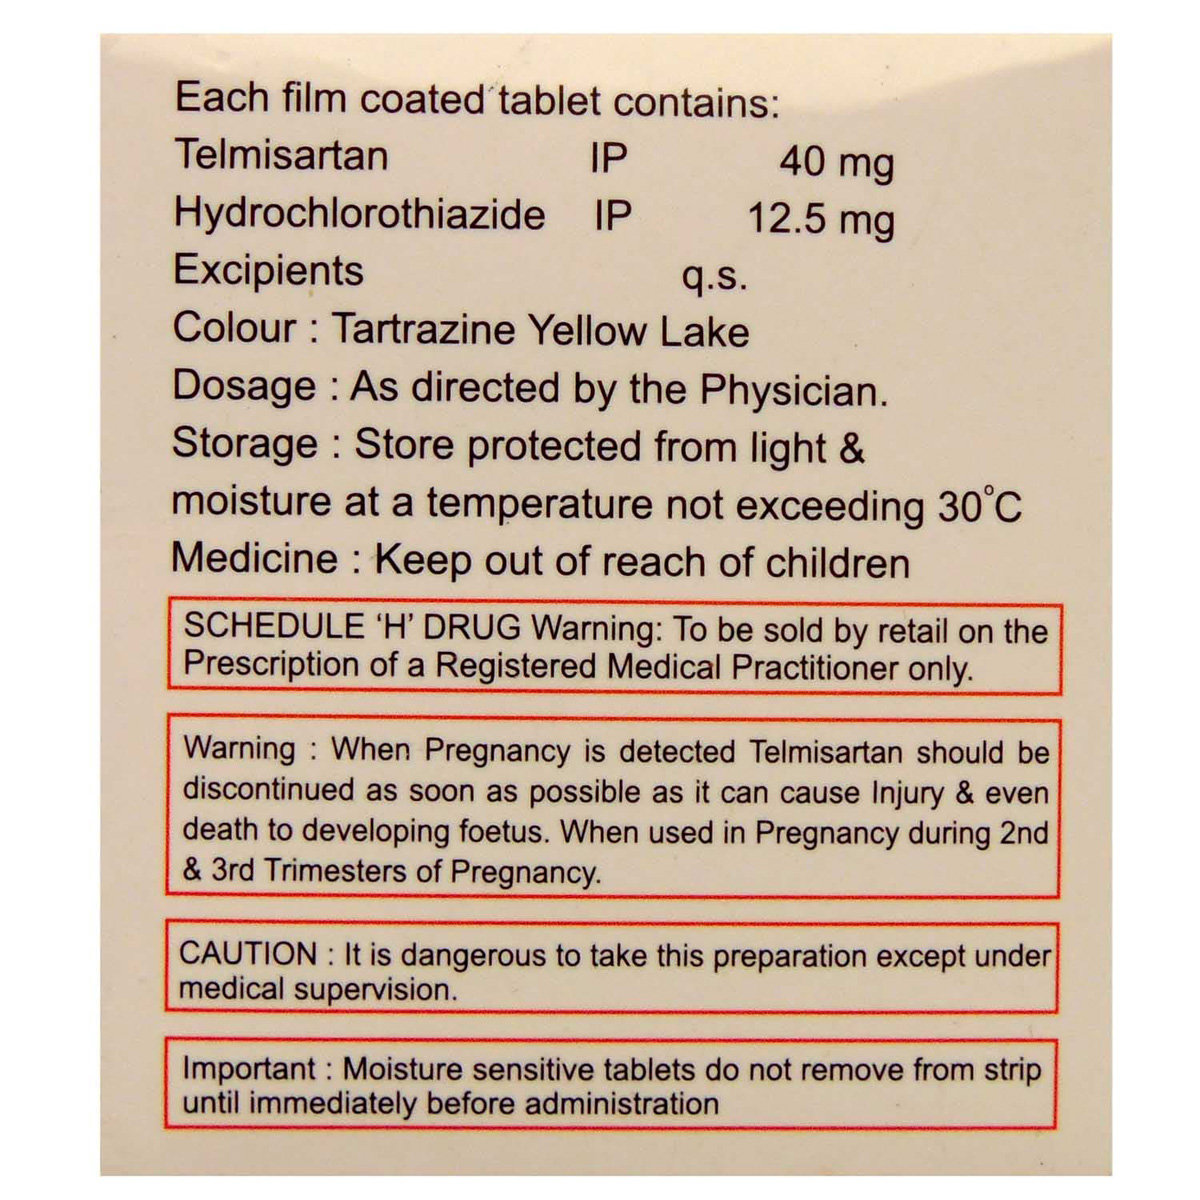 Each film coated tablet contains:
Telmisartan IP 40 mg
Hydrochlorothiazide IP 12.5 mg
Excipients q.s.
Colour : Tartrazine Yellow Lake
Dosage : As directed by the Physician.
Storage : Store protected from light &
moisture at a temperature not exceeding 30°C
Medicine : Keep out of reach of children
SCHEDULE ‘H’ DRUG Warning: To be sold by retail on the
Prescription of a Registered Medical Practitioner only.
Warning : When Pregnancy is detected Telmisartan should be
discontinued as soon as possible as it can cause Injury & even
death to developing foetus. When used in Pregnancy during 2nd
& 3rd Trimesters of Pregnancy.
CAUTION : It is dangerous to take this preparation except under
medical supervision.
Important : Moisture sensitive tablets do not remove from strip
until immediately before administration